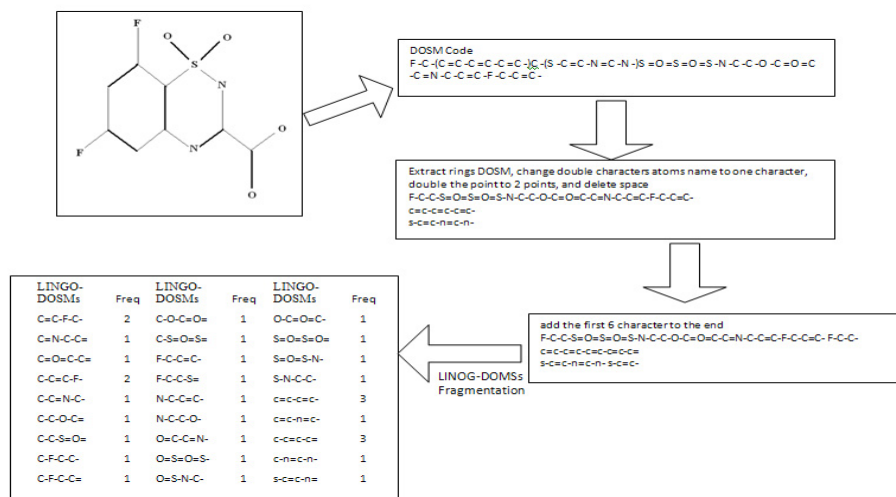 F
O
O
S
N
N
O
F
O
DOSM Code
F -C -(C =C -C =C -C =C -)C -(S -C =C -N =C -N -)S =O =S =O =S -N -C -C -O -C =O =C
-C =N -C -C =C -F -C -C =C -
Extract rings DOSM, change double characters atoms name to one character,
double the point to 2 points, and delete space
F-C-C-S=O=S=O=S-N-C-C-O-C=O=C-C=N-C-C=C-F-C-C=C-
c=c-c=c-c=c-
s-c=c-n=c-n-
add the first 6 character to the end
F-C-C-S=O=S=O=S-N-C-C-O-C=O=C-C=N-C-C=C-F-C-C=C- F-C-C-
c=c-c=c-c=c-c=c-c=
s-c=c-n=c-n- s-c=c-
LINOG-DOMSs
Fragmentation
LINGO-DOSMs Freq LINGO-DOSMs Freq LINGO-DOSMs Freq
C=C-F-C- 2 C-O-C=O= 1 O-C=O=C- 1
C=N-C-C= 1 C-S=O=S= 1 S=O=S=O= 1
C=O=C-C= 1 F-C-C=C- 1 S=O=S-N- 1
C-C=C-F- 2 F-C-C-S= 1 S-N-C-C- 1
C-C=N-C- 1 N-C-C=C- 1 c=c-c=c- 3
C-C-O-C= 1 N-C-C-O- 1 c=c-n=c- 1
C-C-S=O= 1 O=C-C=N- 1 c-c=c-c= 3
C-F-C-C- 1 O=S=O=S- 1 c-n=c-n- 1
C-F-C-C= 1 O=S-N-C- 1 s-c=c-n= 1